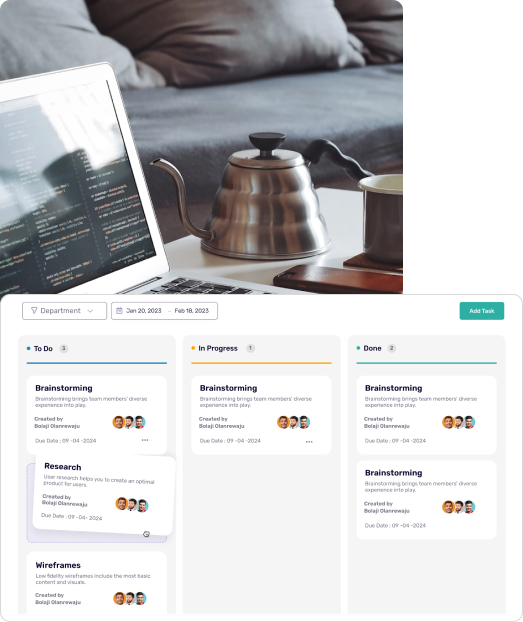 Department
Jan 20, 2023 - Feb 18, 2023
Add Task
To Do 3
Brainstorming
Brainstorming brings team members' diverse
experience into play.
Created by
Bolaji Olanrewaju
Due Date : 09 -04-2024
Research
User research helps you to create an optimal
product for users.
Created by
Bolaji Olanrewaju
Due Date : 09 -04- 2024
Wireframes
Low fidelity wireframes include the most basic
content and visuals.
Created by
Bolaji Olanrewaju
In Progress 1
Brainstorming
Brainstorming brings team members' diverse
experience into play.
Created by
Bolaji Olanrewaju
Due Date : 09 -04-2024
Done 2
Brainstorming
Brainstorming brings team members' diverse
experience into play.
Created by
Bolaji Olanrewaju
Due Date : 09 -04-2024
Brainstorming
Brainstorming brings team members' diverse
experience into play.
Created by
Bolaji Olanrewaju
Due Date : 09 -04-2024